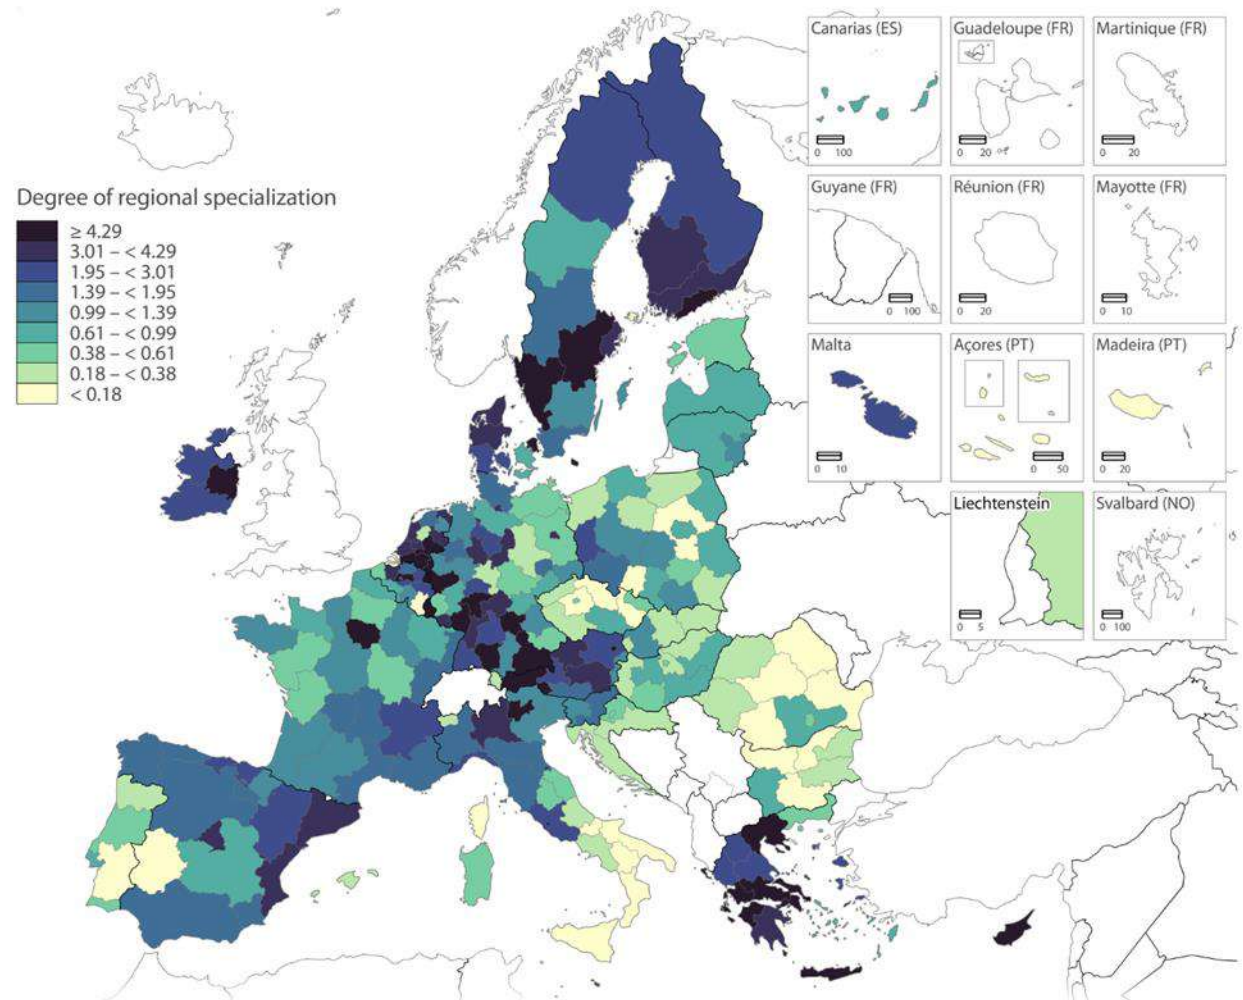 Canarias (ES)
0 100
Guadeloupe (FR)
0 20
Martinique (FR)
0 20
Degree of regional specialization
≥ 4.29
3.01 – < 4.29
1.95 – < 3.01
1.39 – < 1.95
0.99 – < 1.39
0.61 – < 0.99
0.38 – < 0.61
0.18 – < 0.38
< 0.18
Guyane (FR)
0 100
Réunion (FR)
0 20
Mayotte (FR)
0 10
Malta
0 10
Açores (PT)
0 50
Madeira (PT)
0 20
Liechtenstein
0 5
Svalbard (NO)
0 100